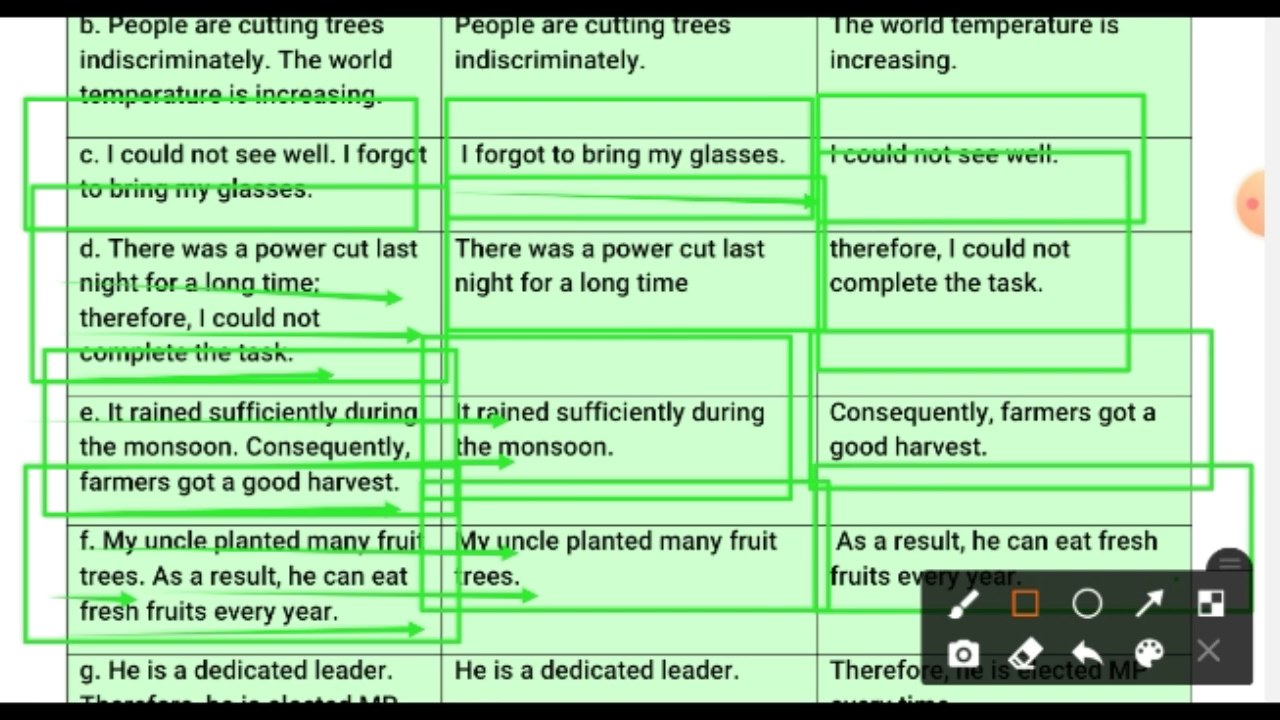 b. People are cutting trees
indiscriminately. The world
temperature is increasing.
People are cutting trees
indiscriminately.
The world temperature is
increasing.
c. I could not see well. I forgot
to bring my glasses.
I forgot to bring my glasses.
I could not see well.
d. There was a power cut last
night for a long time;
therefore, I could not
complete the task.
There was a power cut last
night for a long time
therefore, I could not
complete the task.
e. It rained sufficiently during
the monsoon. Consequently,
farmers got a good harvest.
It rained sufficiently during
the monsoon.
Consequently, farmers got a
good harvest.
f. My uncle planted many fruit
trees. As a result, he can eat
fresh fruits every year.
My uncle planted many fruit
trees.
As a result, he can eat fresh
fruits every year.
g. He is a dedicated leader.
Therefore, he is elected MP
He is a dedicated leader.
Therefore, he is elected MP
every time.